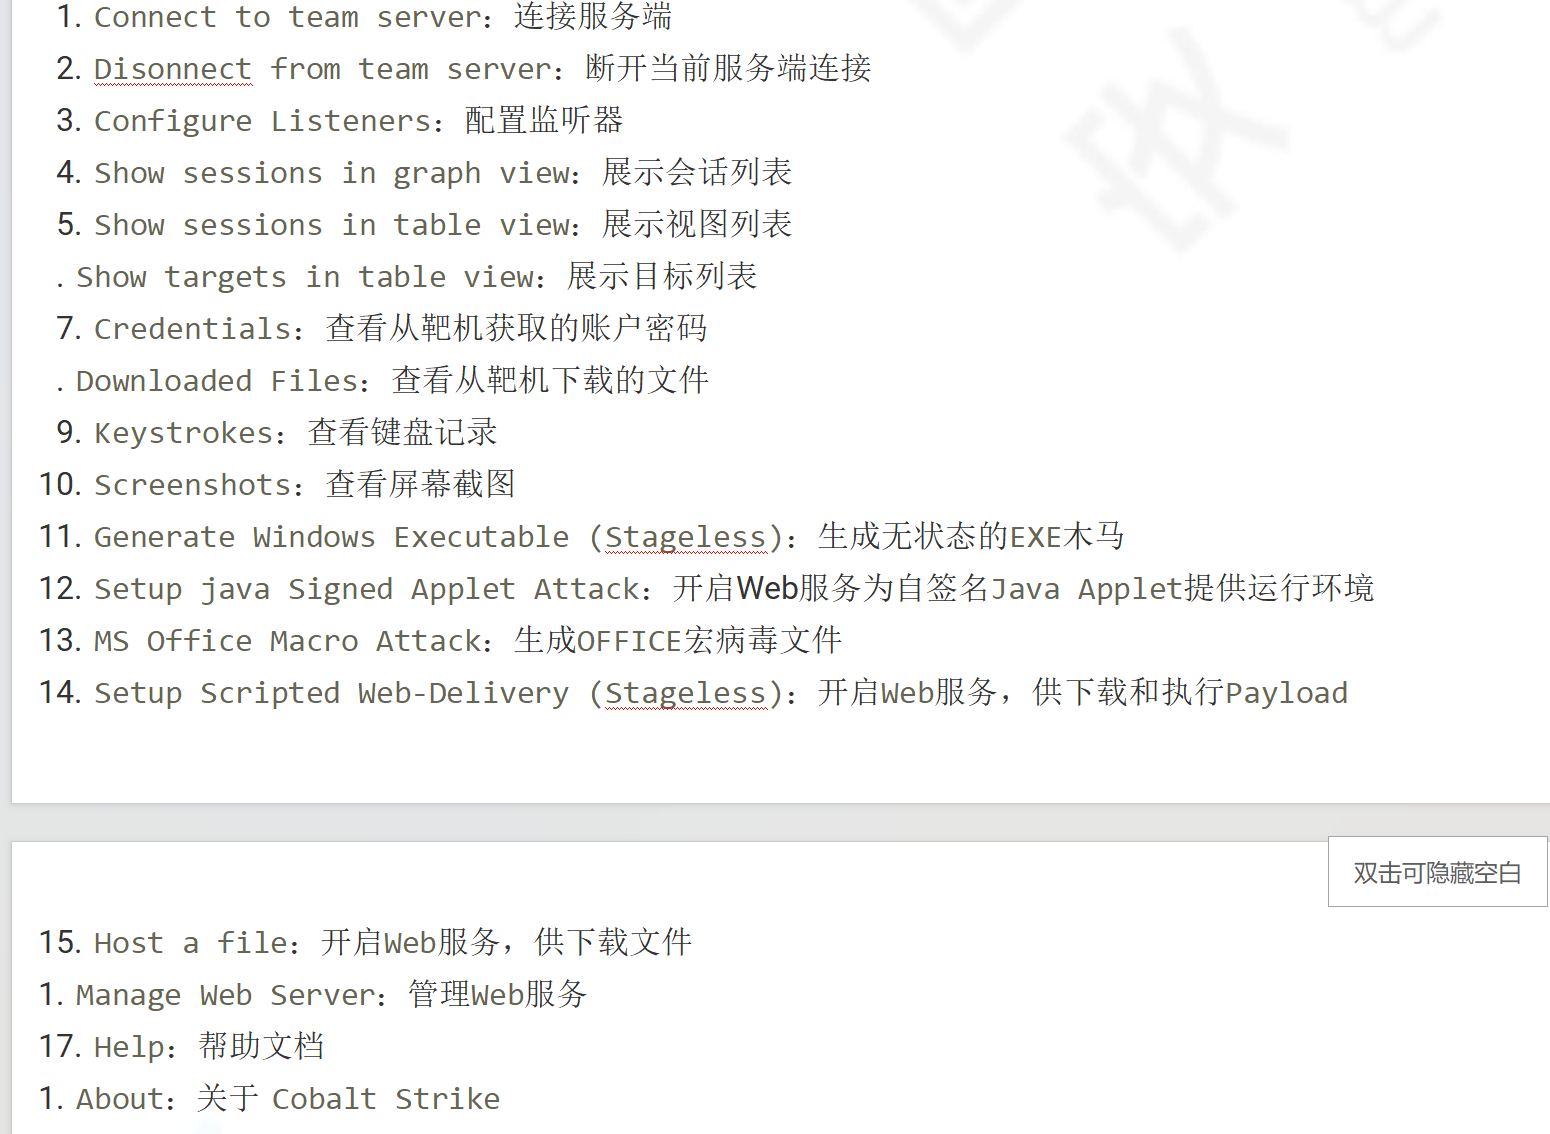 1. Connect to team server：连接服务端
2. Disonnect from team server：断开当前服务端连接
3. Configure Listeners：配置监听器
4. Show sessions in graph view：展示会话列表
5. Show sessions in table view：展示视图列表
. Show targets in table view：展示目标列表
7. Credentials：查看从靶机获取的账户密码
. Downloaded Files：查看从靶机下载的文件
9. Keystrokes：查看键盘记录
10. Screenshots：查看屏幕截图
11. Generate Windows Executable (Stageless)：生成无状态的EXE木马
12. Setup java Signed Applet Attack：开启Web服务为自签名Java Applet提供运行环境
13. MS Office Macro Attack：生成OFFICE宏病毒文件
14. Setup Scripted Web-Delivery (Stageless)：开启Web服务，供下载和执行Payload
双击可隐藏空白
15. Host a file：开启Web服务，供下载文件
1. Manage Web Server：管理Web服务
17. Help：帮助文档
1. About：关于 Cobalt Strike